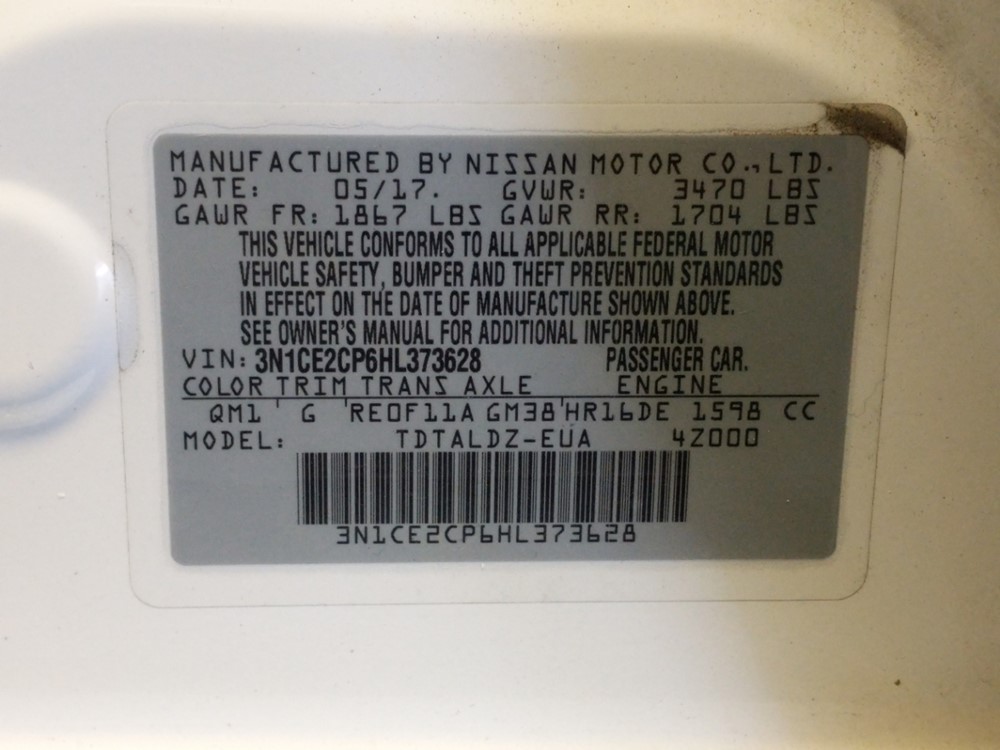 MANUFACTURED BY NISSAN MOTOR CO., LTD.
DATE: 05/17. GVWR: 3470 LBS
GAWR FR: 1867 LBS GAWR RR: 1704 LBS
THIS VEHICLE CONFORMS TO ALL APPLICABLE FEDERAL MOTOR
VEHICLE SAFETY, BUMPER AND THEFT PREVENTION STANDARDS
IN EFFECT ON THE DATE OF MANUFACTURE SHOWN ABOVE.
SEE OWNER'S MANUAL FOR ADDITIONAL INFORMATION.
VIN: 3N1CE2CP6HL373628 PASSENGER CAR.
COLOR TRIM TRANS AXLE ENGINE
QM1 ' G 'RE0F11A GM38'HR16DE 1598 CC
MODEL: TDTALDZ-EUA 4Z000
3N1CE2CP6HL373628